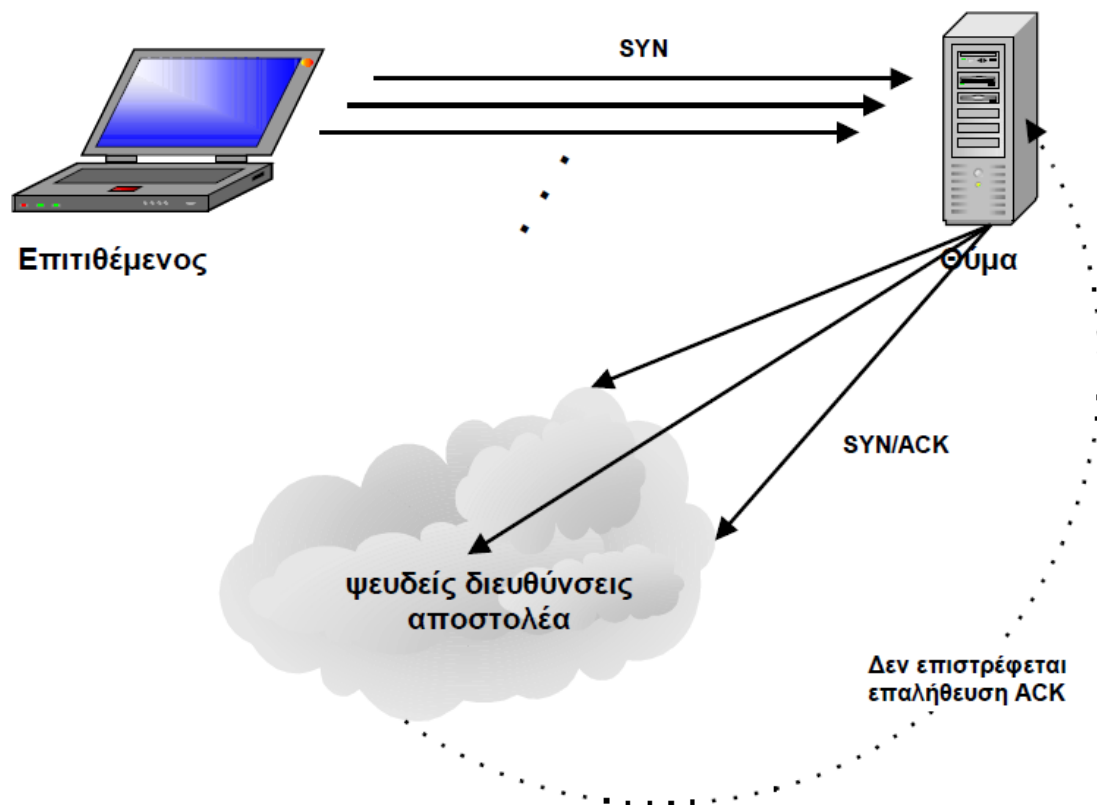 SYN
Επιτιθέμενος
Θύμα
SYN/ACK
ψευδείς διευθύνσεις
αποστολέα
Δεν επιστρέφεται
επαλήθευση ACK